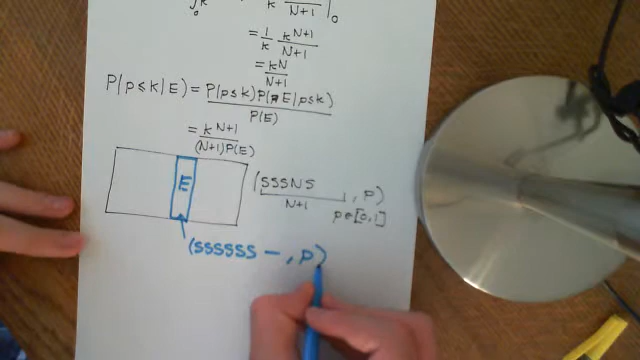 = 1/k k^(N+1)/(N+1)
= k^N/(N+1)
P(p≤k|E) = P(p≤k)P(E|p≤k)/P(E)
= k^(N+1)/((N+1)P(E))
E
(SSSNS , p)
N+1
p∈[0,1]
(SSSSSS – , p)